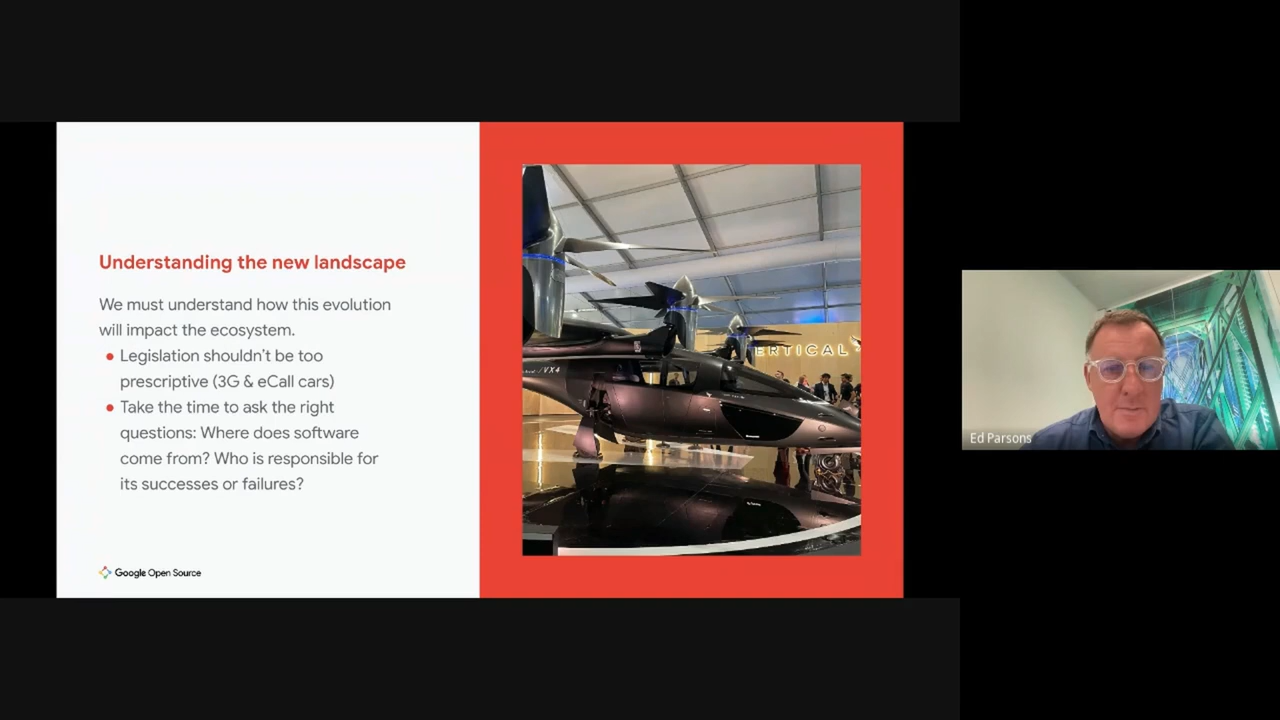 Understanding the new landscape
We must understand how this evolution
will impact the ecosystem.
● Legislation shouldn't be too
prescriptive (3G & eCall cars)
● Take the time to ask the right
questions: Where does software
come from? Who is responsible for
its successes or failures?
Google Open Source
ERTICAL
VX4
Ed Parsons